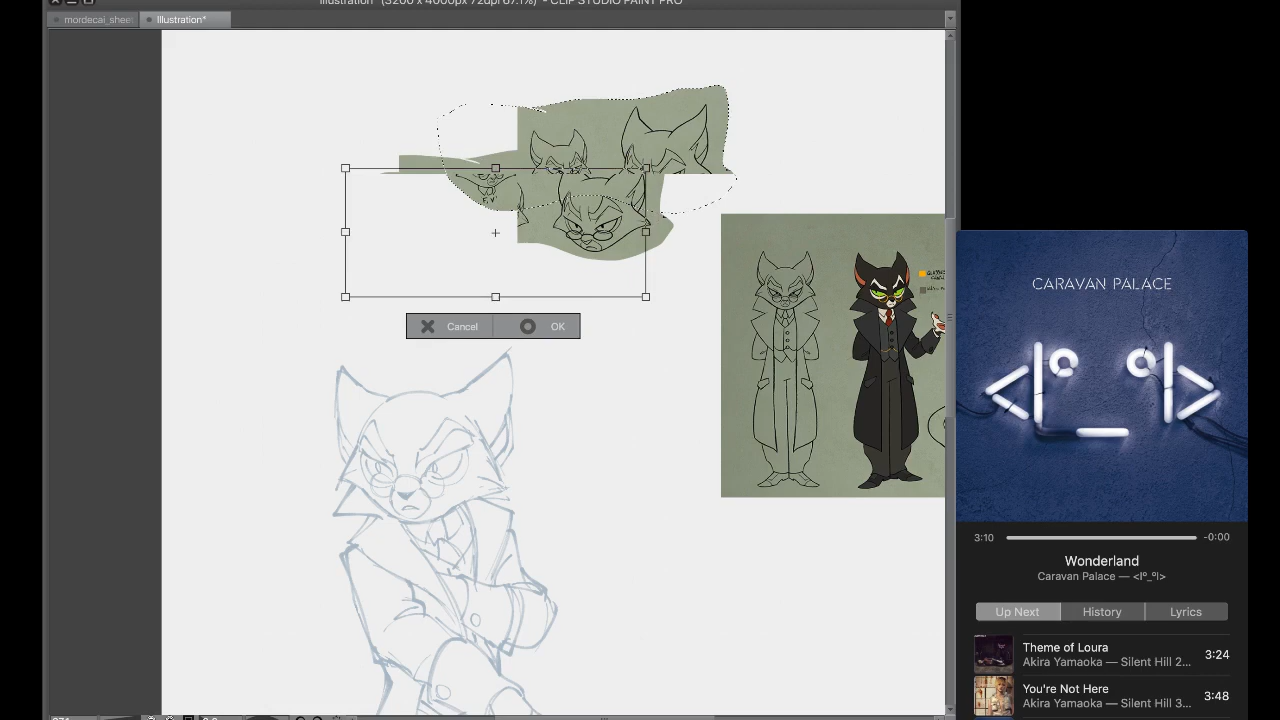 Illustration* (3200 x 4000px 72dpi 67.1%) - CLIP STUDIO PAINT PRO
mordecai_sheet
Illustration*
F, V
Cancel
OK
CARAVAN PALACE
3:10
-0:00
Wonderland
Caravan Palace — <|º_º|>
Up Next
History
Lyrics
Theme of Loura
Akira Yamaoka — Silent Hill 2...
3:24
You're Not Here
Akira Yamaoka — Silent Hill 3...
3:48